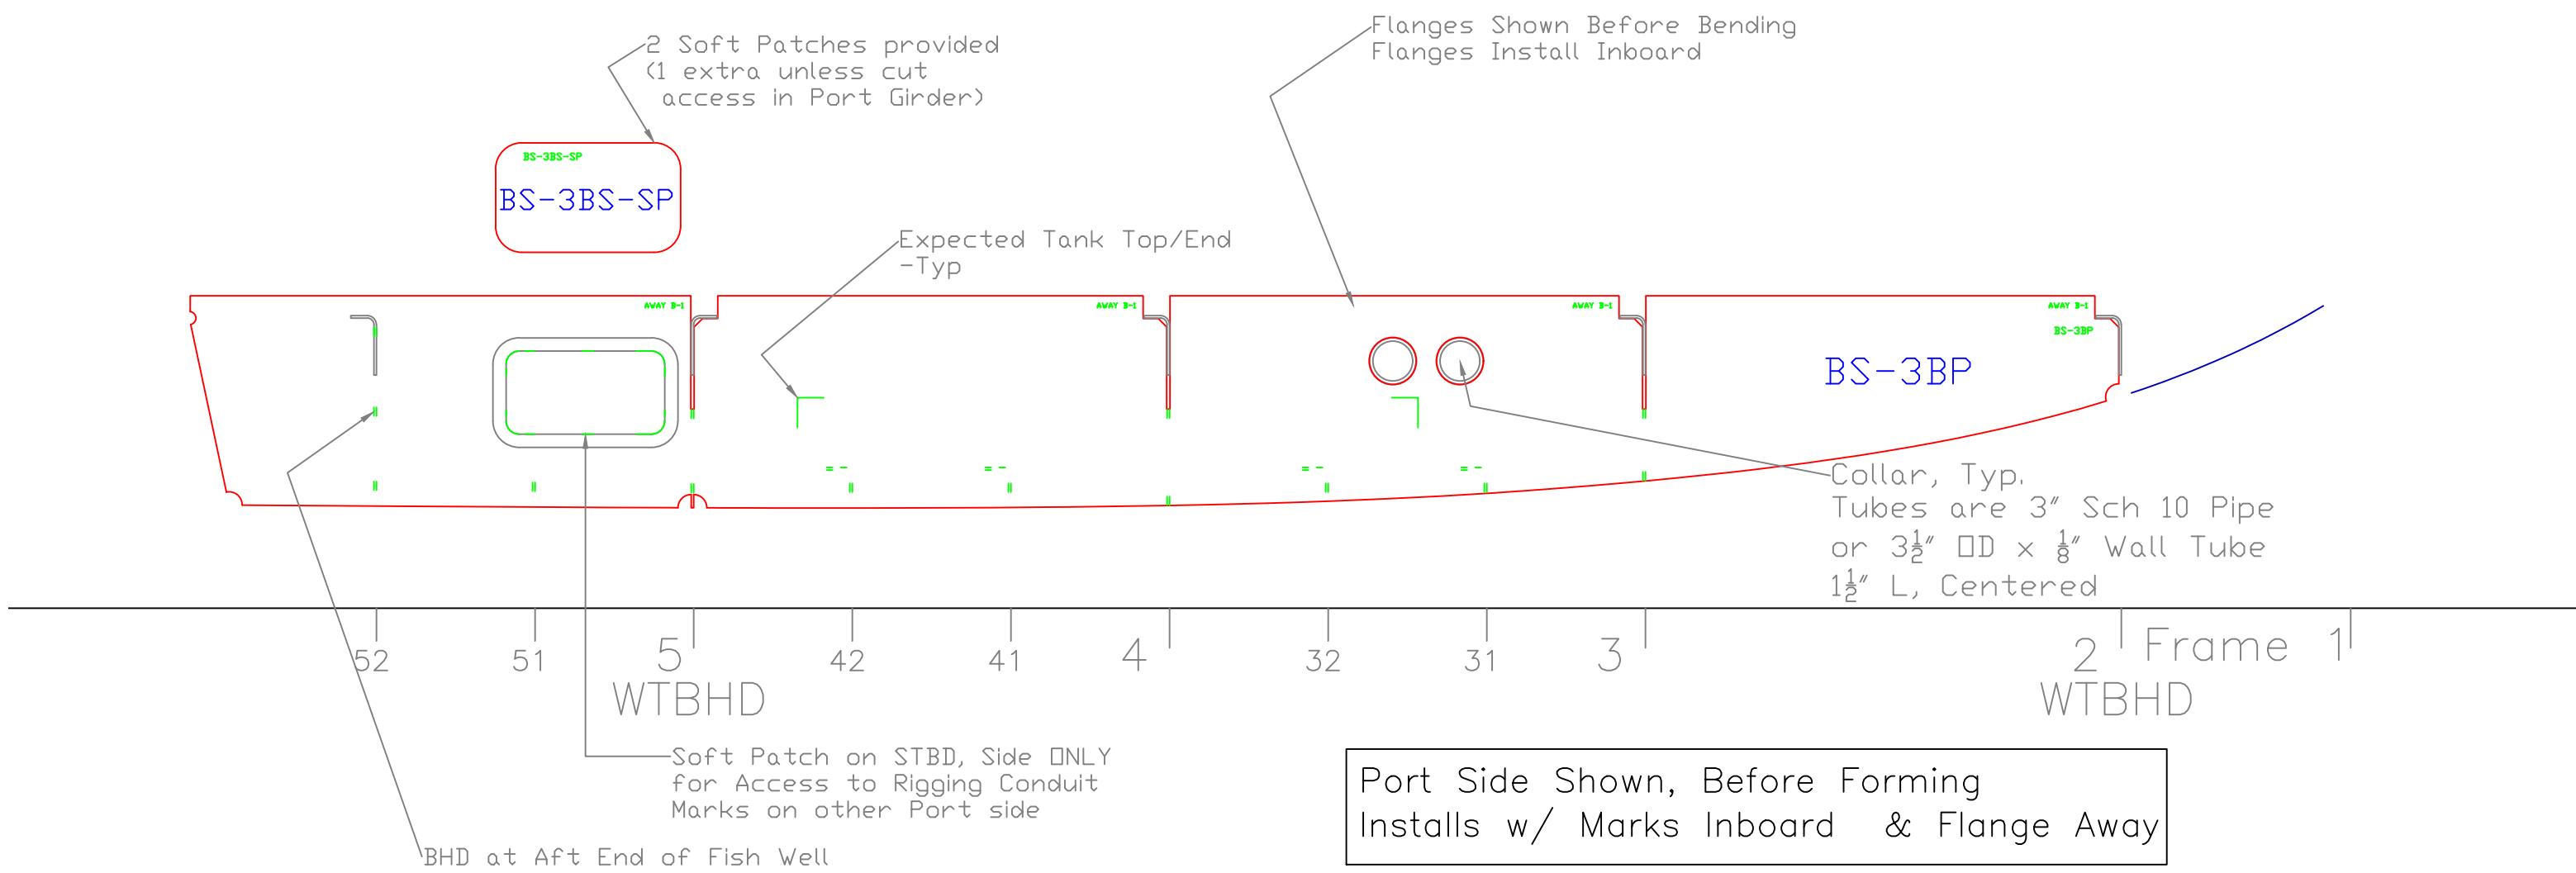 Flanges Shown Before Bending
Flanges Install Inboard
2 Soft Patches provided
(1 extra unless cut
access in Port Girder)
BS-3BS-SP
BS-3BS-SP
Expected Tank Top/End
-Typ
AWAY B-1
AWAY B-1
AWAY B-1
AWAY B-1
BS-3BP
BS-3BP
Collar, Typ.
Tubes are 3" Sch 10 Pipe
or 3½" OD x ⅛" Wall Tube
1½" L, Centered
52
51
5
42
41
4
32
31
3
2
Frame 1
WTBHD
WTBHD
Soft Patch on STBD, Side ONLY
for Access to Rigging Conduit
Marks on other Port side
BHD at Aft End of Fish Well
Port Side Shown, Before Forming
Installs w/ Marks Inboard & Flange Away